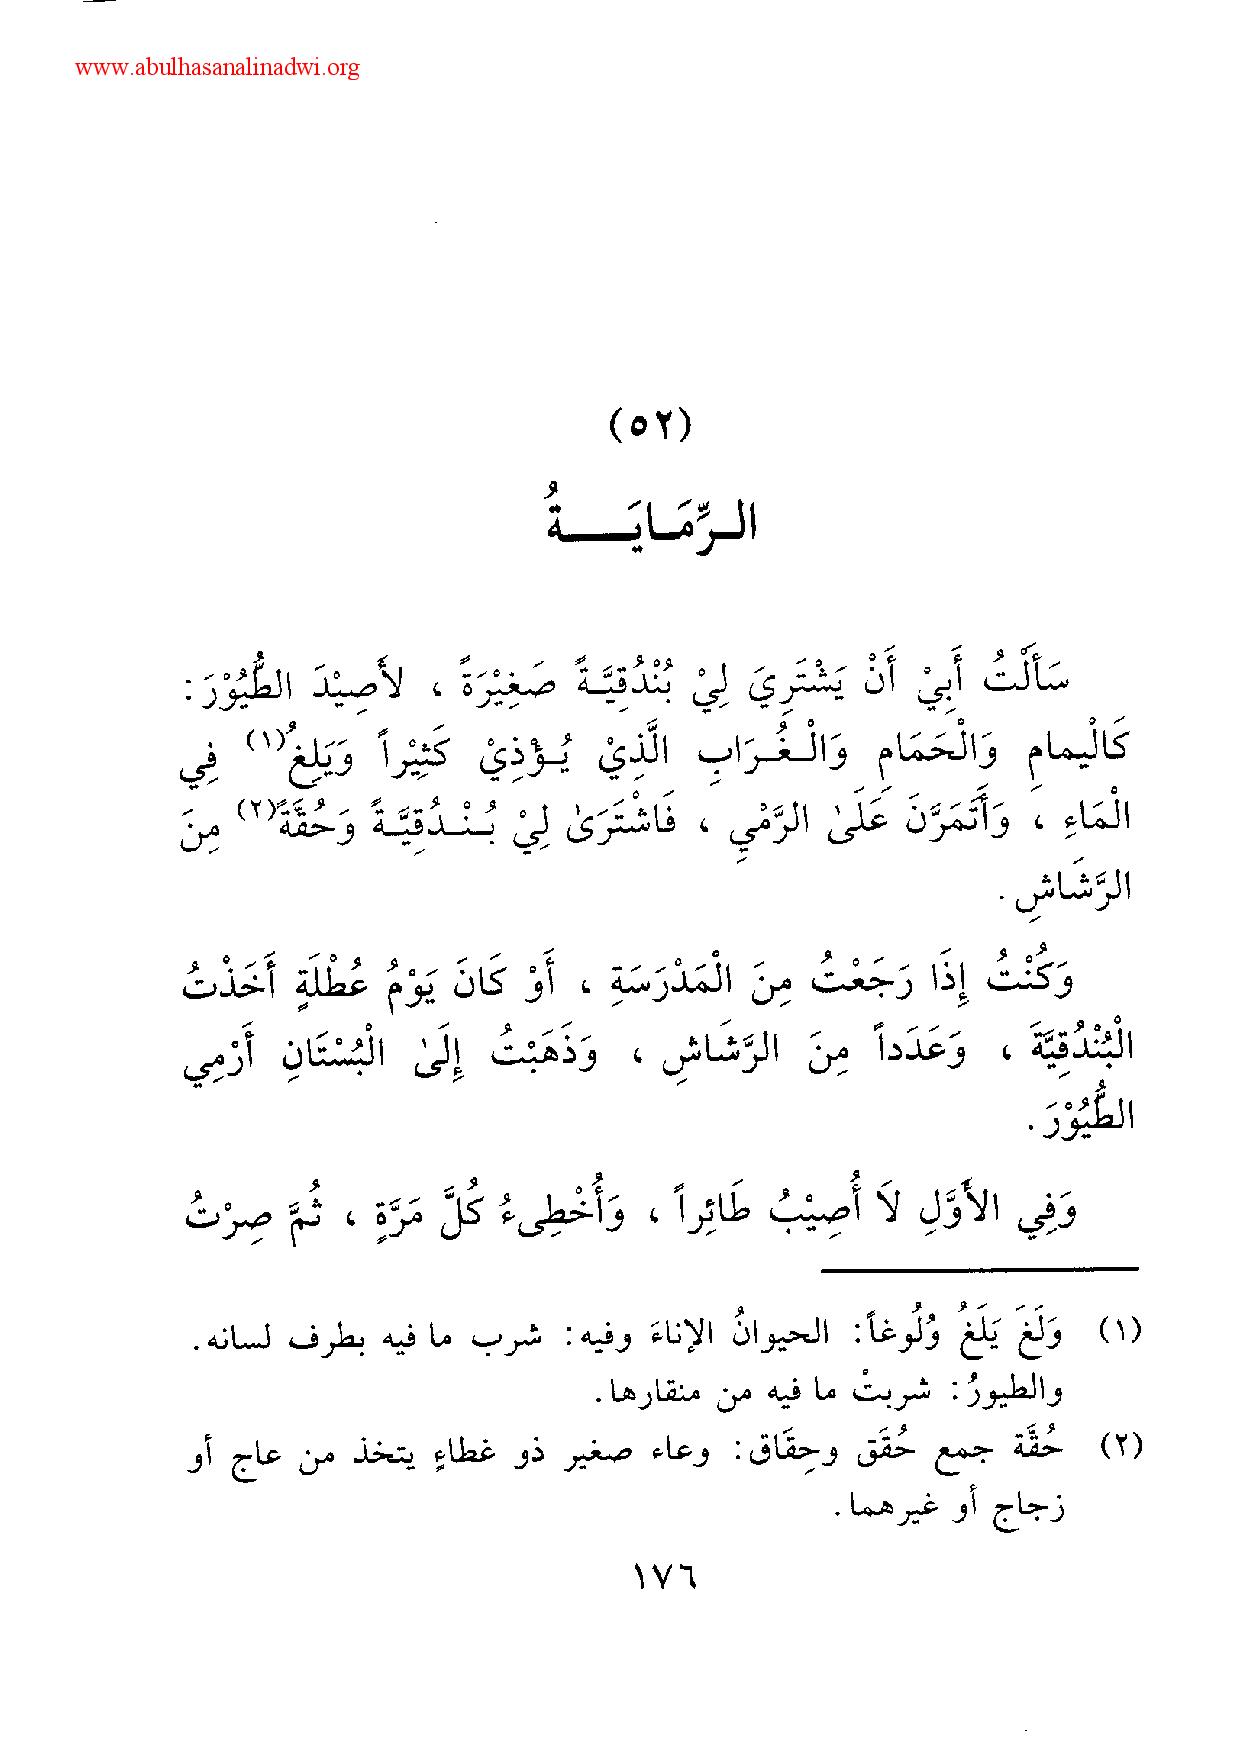 www.abulhasanalinadwi.org
(٥٢)
الرِّمَايَةُ
سَأَلْتُ أَبِيْ أَنْ يَشْتَرِيَ لِيْ بُنْدُقِيَّةً صَغِيْرَةً ، لأَصِيْدَ الطُّيُوْرَ :
كَالْيمامِ وَالْحَمَامِ وَالْغُرَابِ الَّذِيْ يُؤْذِيْ كَثِيْراً وَيَلِغُ(١) فِي
الْمَاءِ ، وَأَتَمَرَّنَ عَلَىٰ الرَّمْيِ ، فَاشْتَرَىٰ لِيْ بُنْدُقِيَّةً وَحُقَّةً(٢) مِنَ
الرَّشَاشِ .
وَكُنْتُ إِذَا رَجَعْتُ مِنَ الْمَدْرَسَةِ ، أَوْ كَانَ يَوْمُ عُطْلَةٍ أَخَذْتُ
الْبُنْدُقِيَّةَ ، وَعَدَداً مِنَ الرَّشَاشِ ، وَذَهَبْتُ إِلَىٰ الْبُسْتَانِ أَرْمِي
الطُّيُوْرَ .
وَفِي الأَوَّلِ لاَ أُصِيْبُ طَائِراً ، وَأُخْطِىءُ كُلَّ مَرَّةٍ ، ثُمَّ صِرْتُ
(١) وَلَغَ يَلَغُ وُلُوغاً: الحيوانُ الإناءَ وفيه: شرب ما فيه بطرف لسانه.
والطيورُ: شربتْ ما فيه من منقارها.
(٢) حُقَّة جمع حُقَق وحِقَاق: وعاء صغير ذو غطاءٍ يتخذ من عاج أو
زجاج أو غيرهما.
١٧٦